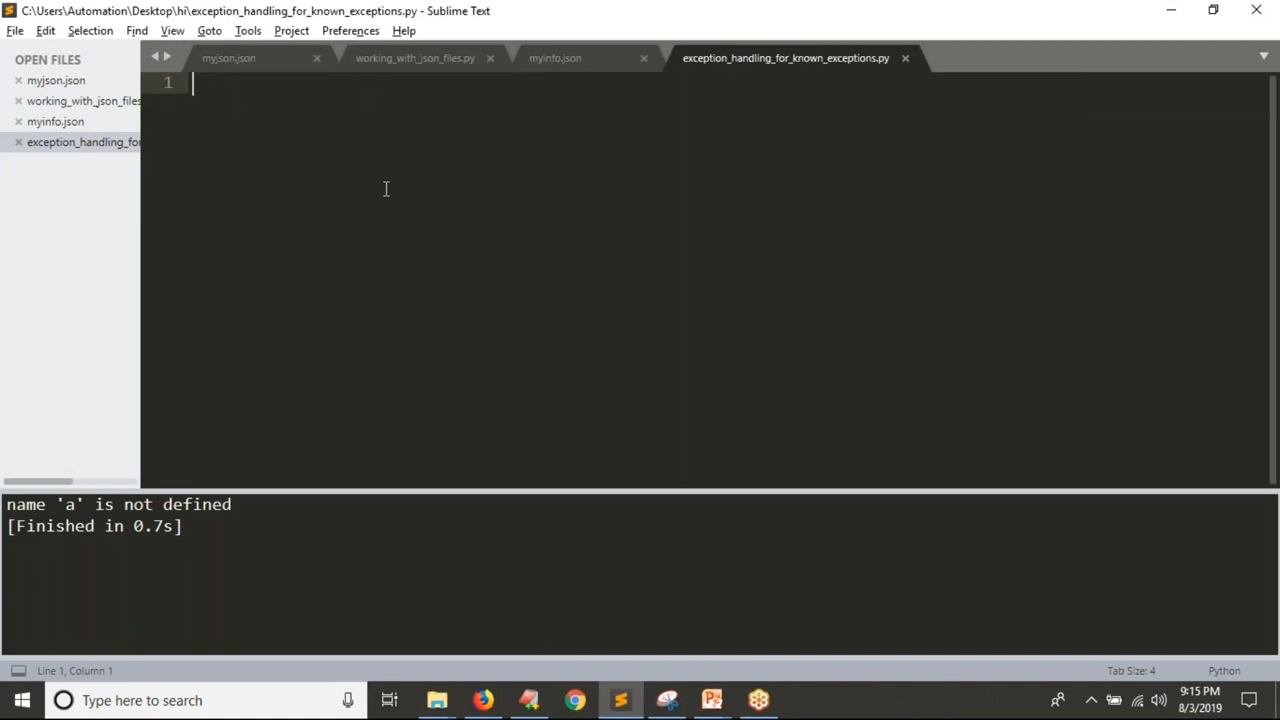 C:\Users\Automation\Desktop\hi\exception_handling_for_known_exceptions.py - Sublime Text
File Edit Selection View Goto Tools Project Preferences Help
OPEN FILES
myjson.json
working_with_json_files
myinfo.json
exception_handling_for
myjson.json
working_with_json_files.py
myinfo.json
exception_handling_for_known_exceptions.py
1
name 'a' is not defined
[Finished in 0.7s]
Line 1, Column 1
Tab Size: 4
Python
Type here to search
9:15 PM
8/3/2019